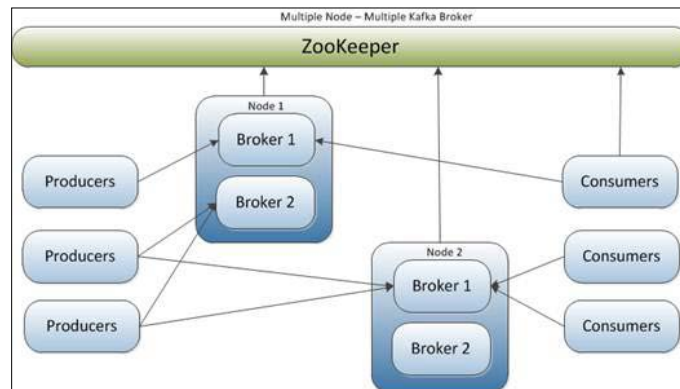 Multiple Node – Multiple Kafka Broker
ZooKeeper
Node 1
Broker 1
Broker 2
Producers
Producers
Producers
Consumers
Consumers
Consumers
Node 2
Broker 1
Broker 2